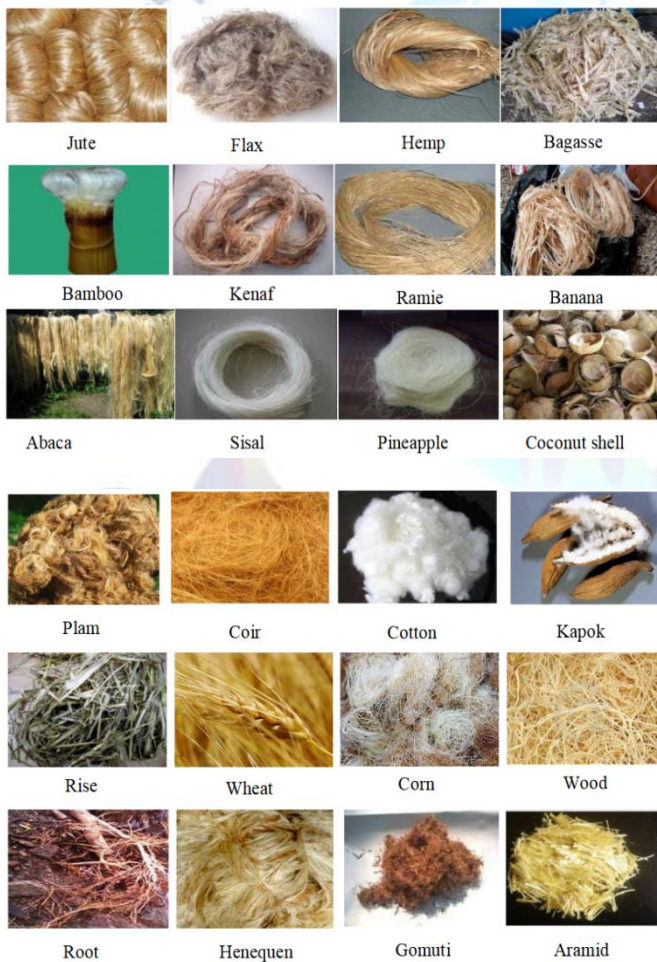 Jute Flax Hemp Bagasse
Bamboo Kenaf Ramie Banana
Abaca Sisal Pineapple Coconut shell
Plam Coir Cotton Kapok
Rise Wheat Corn Wood
Root Henequen Gomuti Aramid